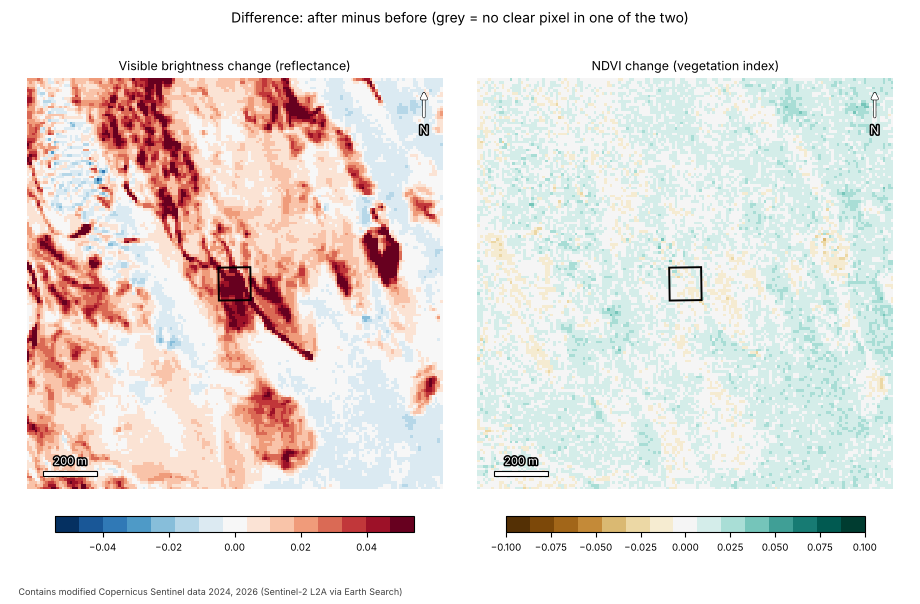 Difference: after minus before (grey = no clear pixel in one of the two)
Visible brightness change (reflectance)
NDVI change (vegetation index)
N
N
200 m
200 m
−0.04 −0.02 0.00 0.02 0.04
−0.100 −0.075 −0.050 −0.025 0.000 0.025 0.050 0.075 0.100
Contains modified Copernicus Sentinel data 2024, 2026 (Sentinel-2 L2A via Earth Search)